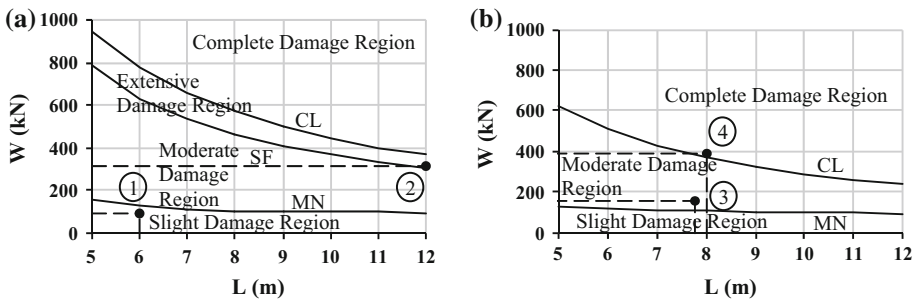 (a)
1000
800
600
400
200
0
W (kN)
Complete Damage Region
Extensive
Damage Region
CL
SF
Moderate
Damage
Region
MN
Slight Damage Region
1
2
5 6 7 8 9 10 11 12
L (m)
(b)
1000
800
600
400
200
0
W (kN)
Complete Damage Region
4
CL
Moderate Damage
Region
3
Slight Damage Region
MN
5 6 7 8 9 10 11 12
L (m)